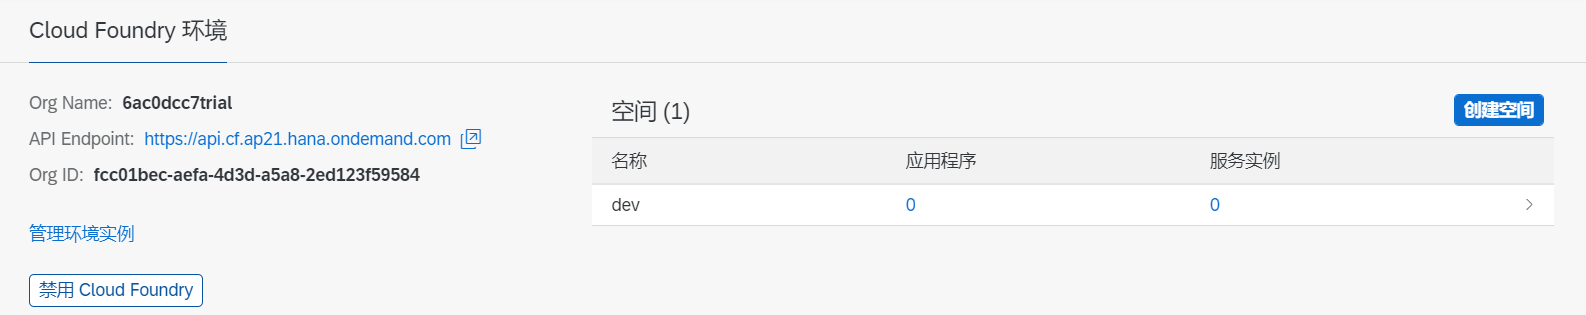 Cloud Foundry 环境
Org Name: 6ac0dcc7trial
API Endpoint: https://api.cf.ap21.hana.ondemand.com
Org ID: fcc01bec-aefa-4d3d-a5a8-2ed123f59584
管理环境实例
禁用 Cloud Foundry
空间 (1)
创建空间
名称 应用程序 服务实例
dev 0 0